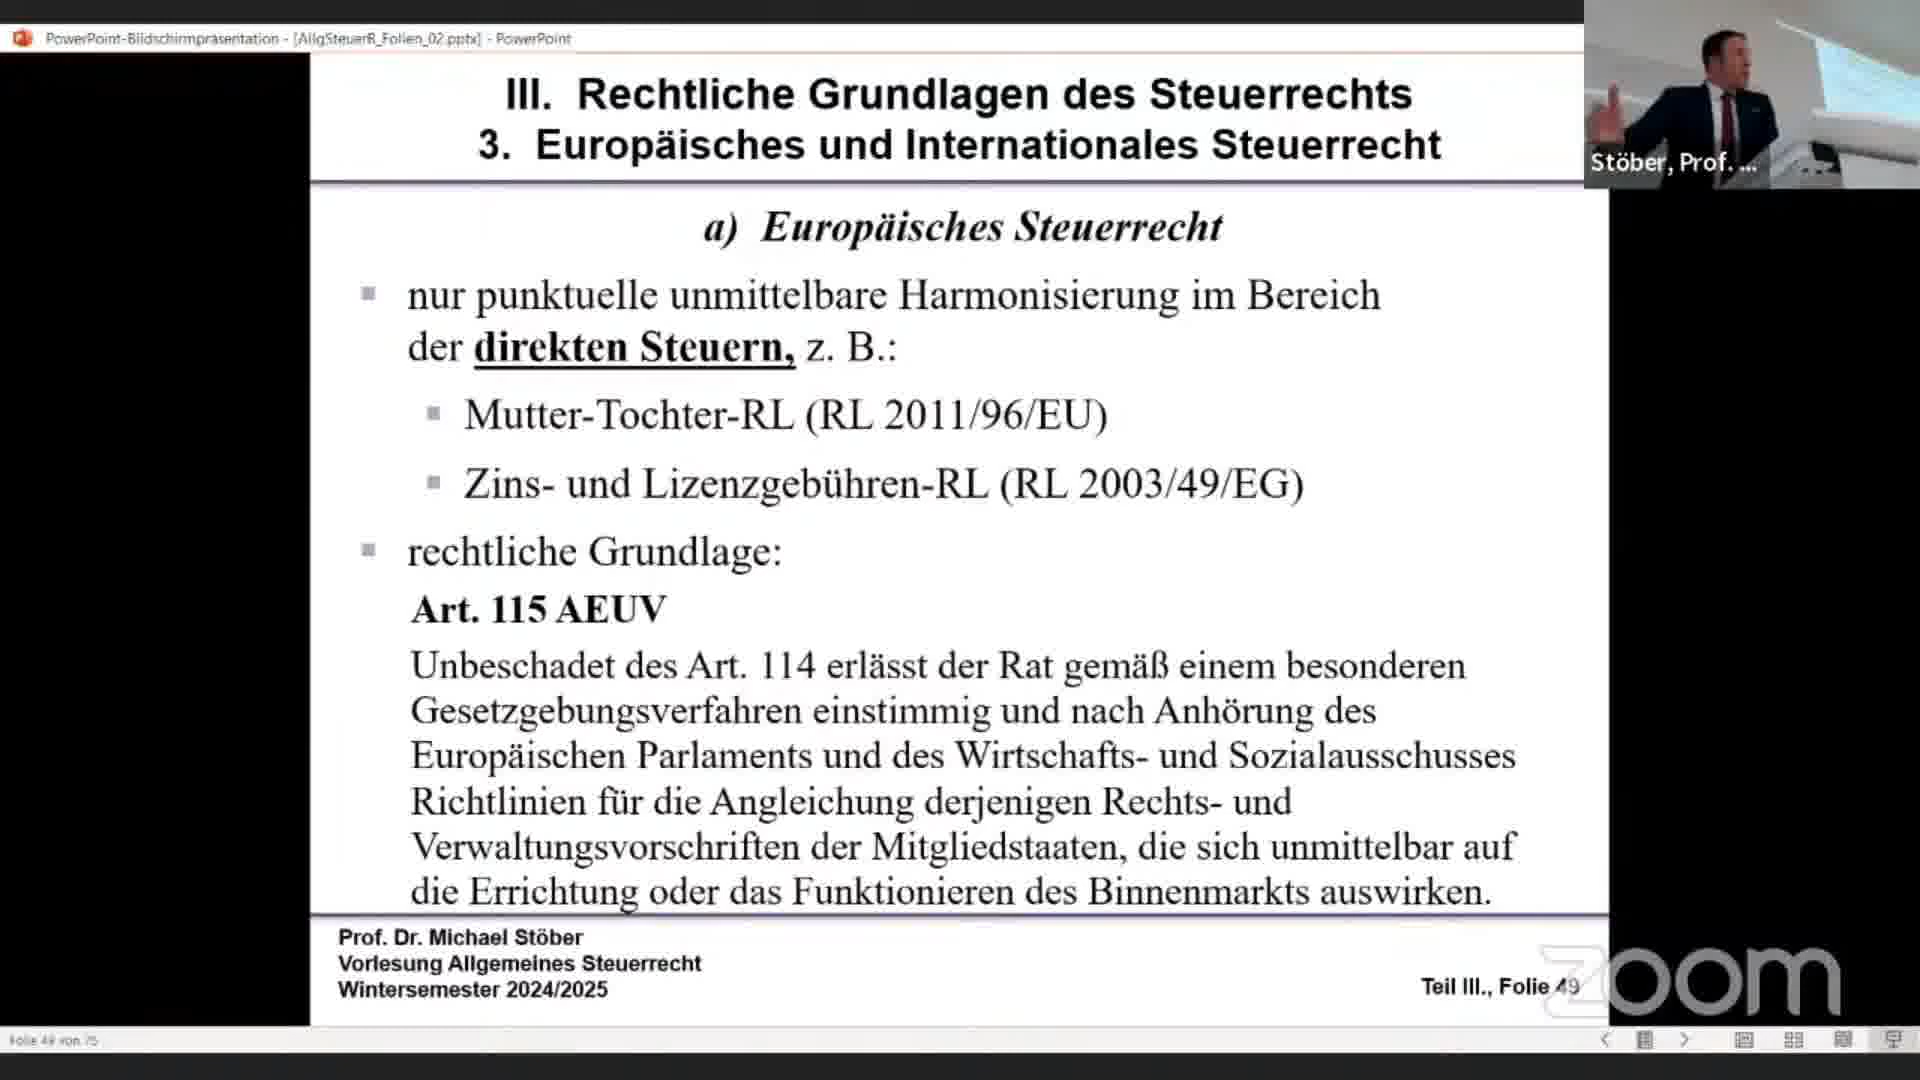 PowerPoint-Bildschirmpräsentation - [AllgSteuerR_Folien_02.pptx] - PowerPoint
III. Rechtliche Grundlagen des Steuerrechts
3. Europäisches und Internationales Steuerrecht
Stöber, Prof. ...
a) Europäisches Steuerrecht
nur punktuelle unmittelbare Harmonisierung im Bereich
der direkten Steuern, z. B.:
Mutter-Tochter-RL (RL 2011/96/EU)
Zins- und Lizenzgebühren-RL (RL 2003/49/EG)
rechtliche Grundlage:
Art. 115 AEUV
Unbeschadet des Art. 114 erlässt der Rat gemäß einem besonderen
Gesetzgebungsverfahren einstimmig und nach Anhörung des
Europäischen Parlaments und des Wirtschafts- und Sozialausschusses
Richtlinien für die Angleichung derjenigen Rechts- und
Verwaltungsvorschriften der Mitgliedstaaten, die sich unmittelbar auf
die Errichtung oder das Funktionieren des Binnenmarkts auswirken.
Prof. Dr. Michael Stöber
Vorlesung Allgemeines Steuerrecht
Wintersemester 2024/2025
Teil III., Folie 49
zoom
Folie 49 von 75